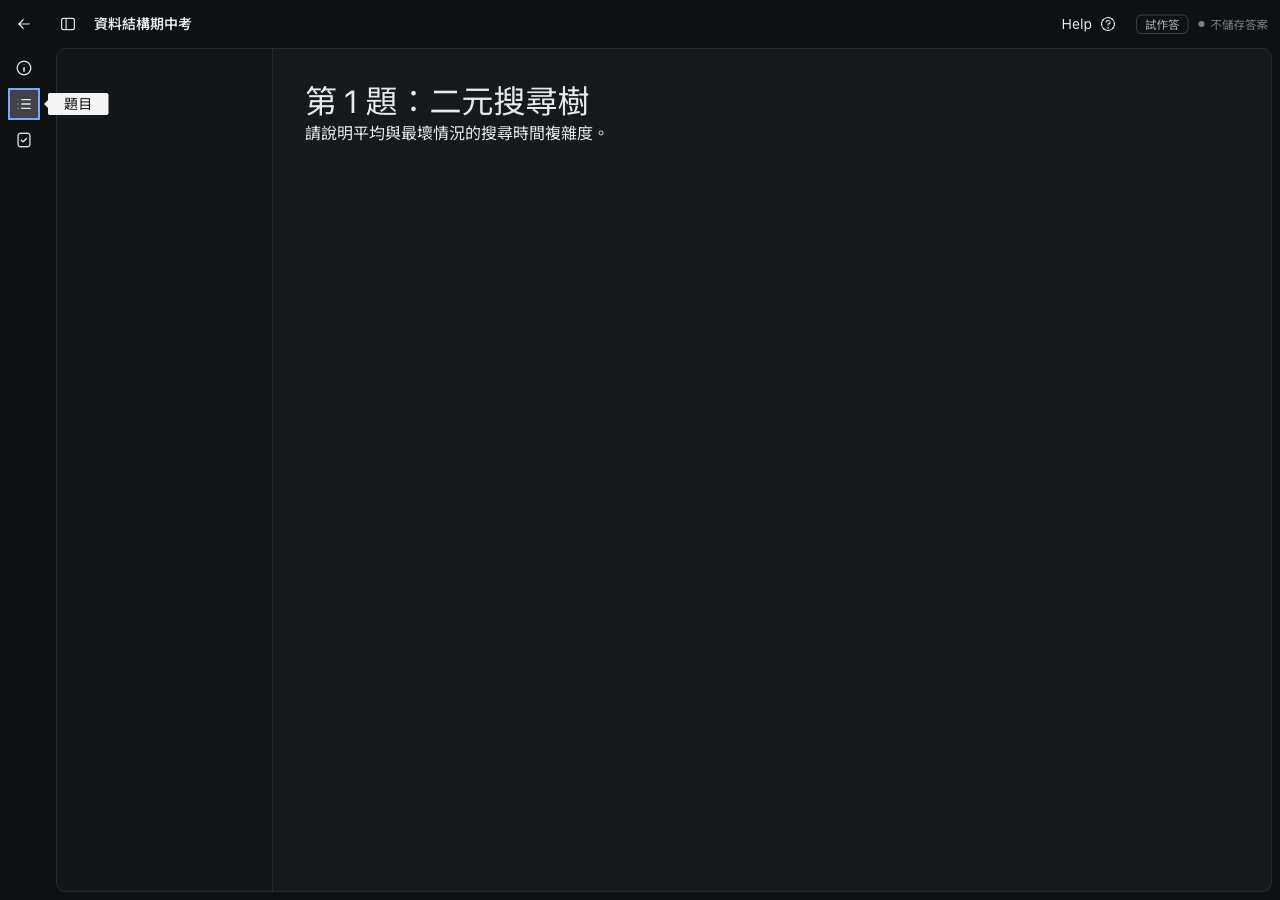 資料結構期中考
Help
試作答
不儲存答案
題目
第 1 題：二元搜尋樹
請說明平均與最壞情況的搜尋時間複雜度。